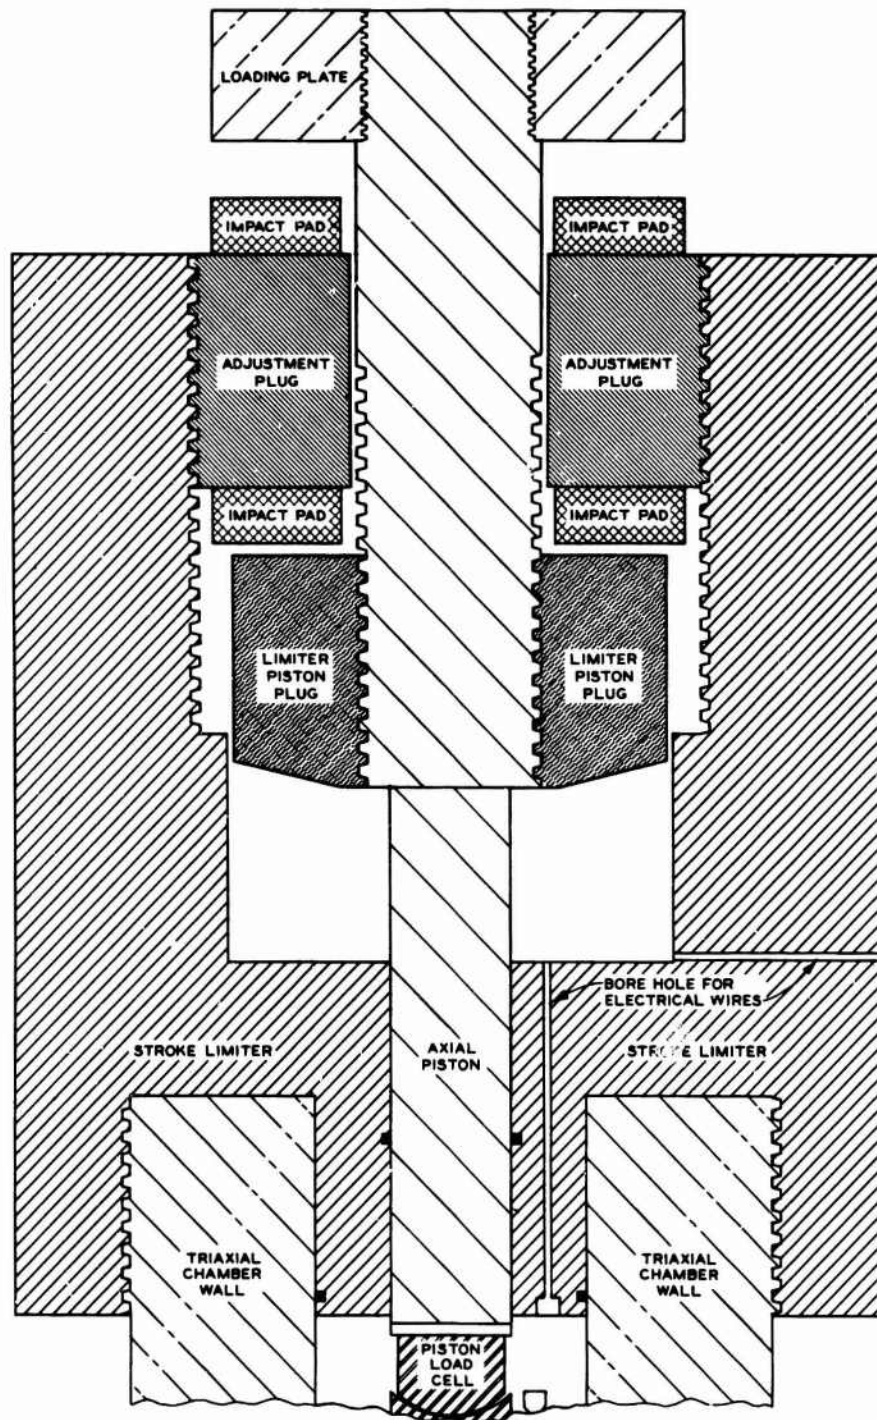 LOADING PLATE
IMPACT PAD
IMPACT PAD
ADJUSTMENT
PLUG
ADJUSTMENT
PLUG
IMPACT PAD
IMPACT PAD
LIMITER
PISTON
PLUG
LIMITER
PISTON
PLUG
BORE HOLE FOR
ELECTRICAL WIRES
STROKE LIMITER
AXIAL
PISTON
STROKE LIMITER
TRIAXIAL
CHAMBER
WALL
TRIAXIAL
CHAMBER
WALL
PISTON
LOAD
CELL